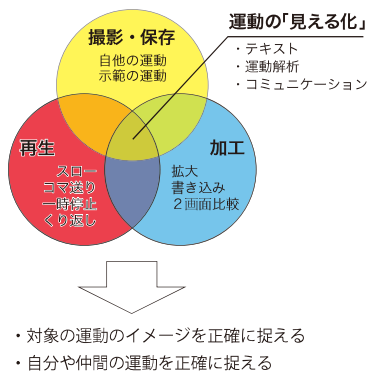 運動の「見える化」
・テキスト
・運動解析
・コミュニケーション
撮影・保存
自他の運動
示範の運動
再生
スロー
コマ送り
一時停止
くり返し
加工
拡大
書き込み
２画面比較
・対象の運動のイメージを正確に捉える
・自分や仲間の運動を正確に捉える